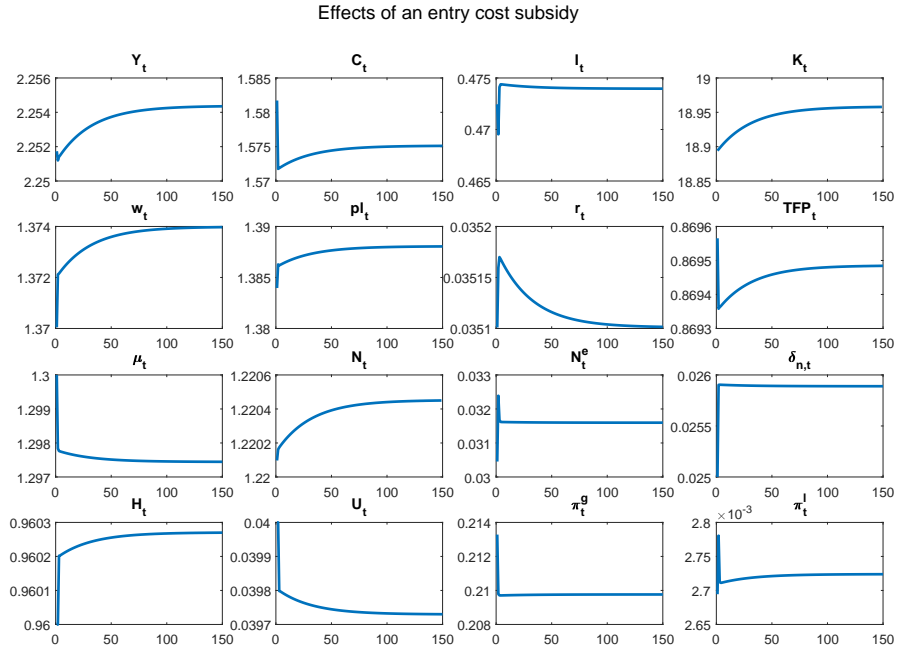 Effects of an entry cost subsidy
Y_t C_t I_t K_t
2.256 1.585 0.475 19
2.254 1.58 0.47 18.95
2.252 1.575 18.9
2.25 1.57 0.465 18.85
0 50 100 150 0 50 100 150 0 50 100 150 0 50 100 150
w_t pl_t r_t TFP_t
1.374 1.39 0.0352 0.8696
1.372 1.385 0.03515 0.8695
0.8694
1.37 1.38 0.0351 0.8693
0 50 100 150 0 50 100 150 0 50 100 150 0 50 100 150
μ_t N_t N_t^e δ_{n,t}
1.3 1.2206 0.033 0.026
1.299 1.2204 0.032 0.0255
1.298 1.2202 0.031
1.297 1.22 0.03 0.025
0 50 100 150 0 50 100 150 0 50 100 150 0 50 100 150
H_t U_t π_t^g π_t^l
×10^-3
0.9603 0.04 0.214 2.8
0.9602 0.0399 0.212 2.75
0.9601 0.0398 0.21 2.7
0.96 0.0397 0.208 2.65
0 50 100 150 0 50 100 150 0 50 100 150 0 50 100 150